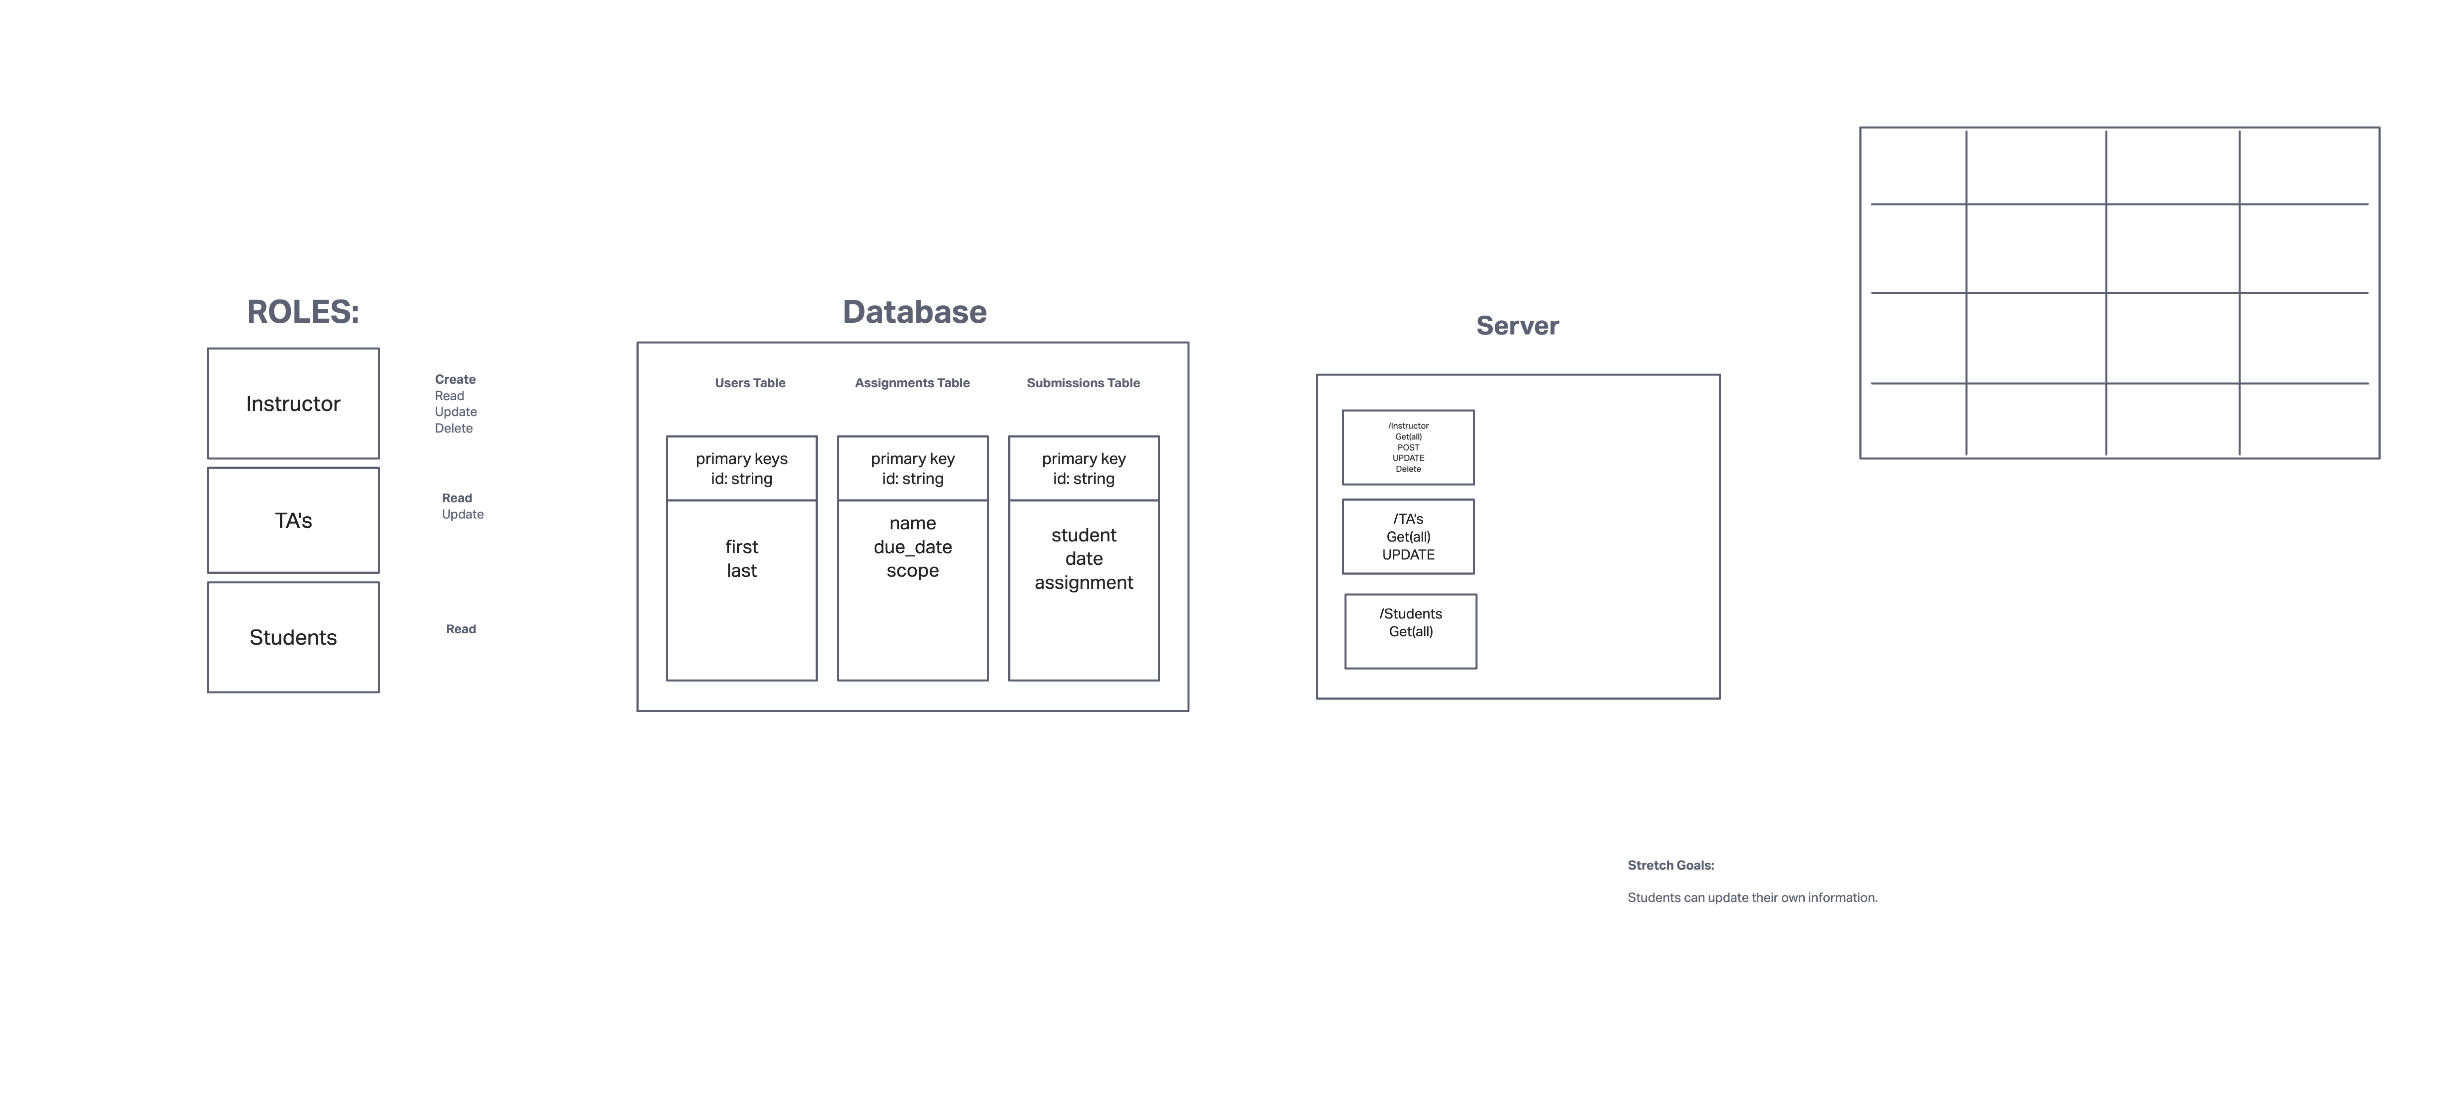 ROLES:
Instructor
Create
Read
Update
Delete
TA's
Read
Update
Students
Read
Database
Users Table
primary keys
id: string
first
last
Assignments Table
primary key
id: string
name
due_date
scope
Submissions Table
primary key
id: string
student
date
assignment
Server
/Instructor
Get(all)
POST
UPDATE
Delete
/TA's
Get(all)
UPDATE
/Students
Get(all)
Stretch Goals:
Students can update their own information.